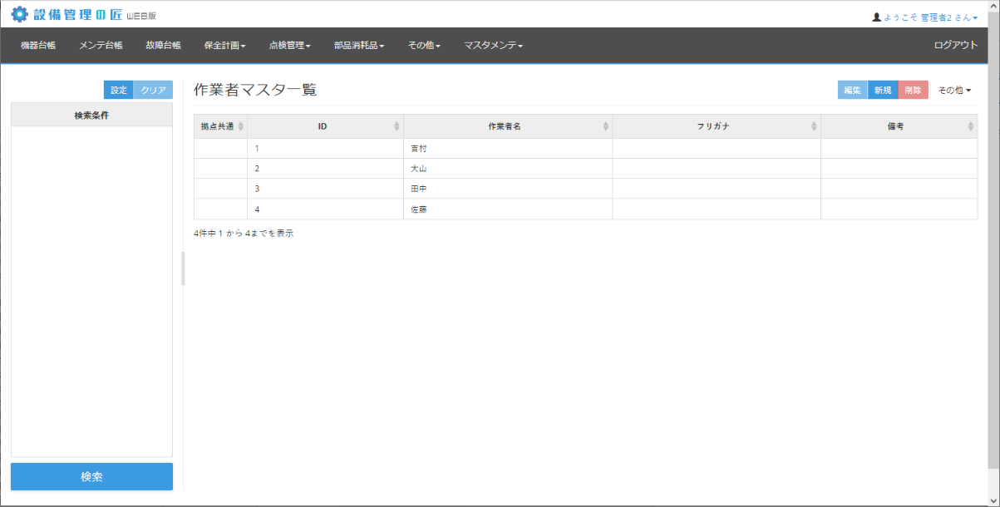 設備管理の匠 WEB版
ようこそ 管理者2 さん
機器台帳 メンテ台帳 故障台帳 保全計画 点検管理 部品消耗品 その他 マスタメンテ ログアウト
設定 クリア
検索条件
検索
作業者マスタ一覧
編集 新規 削除 その他
拠点共通 ID 作業者名 フリガナ 備考
1 吉村
2 大山
3 田中
4 佐藤
4件中 1 から 4までを表示